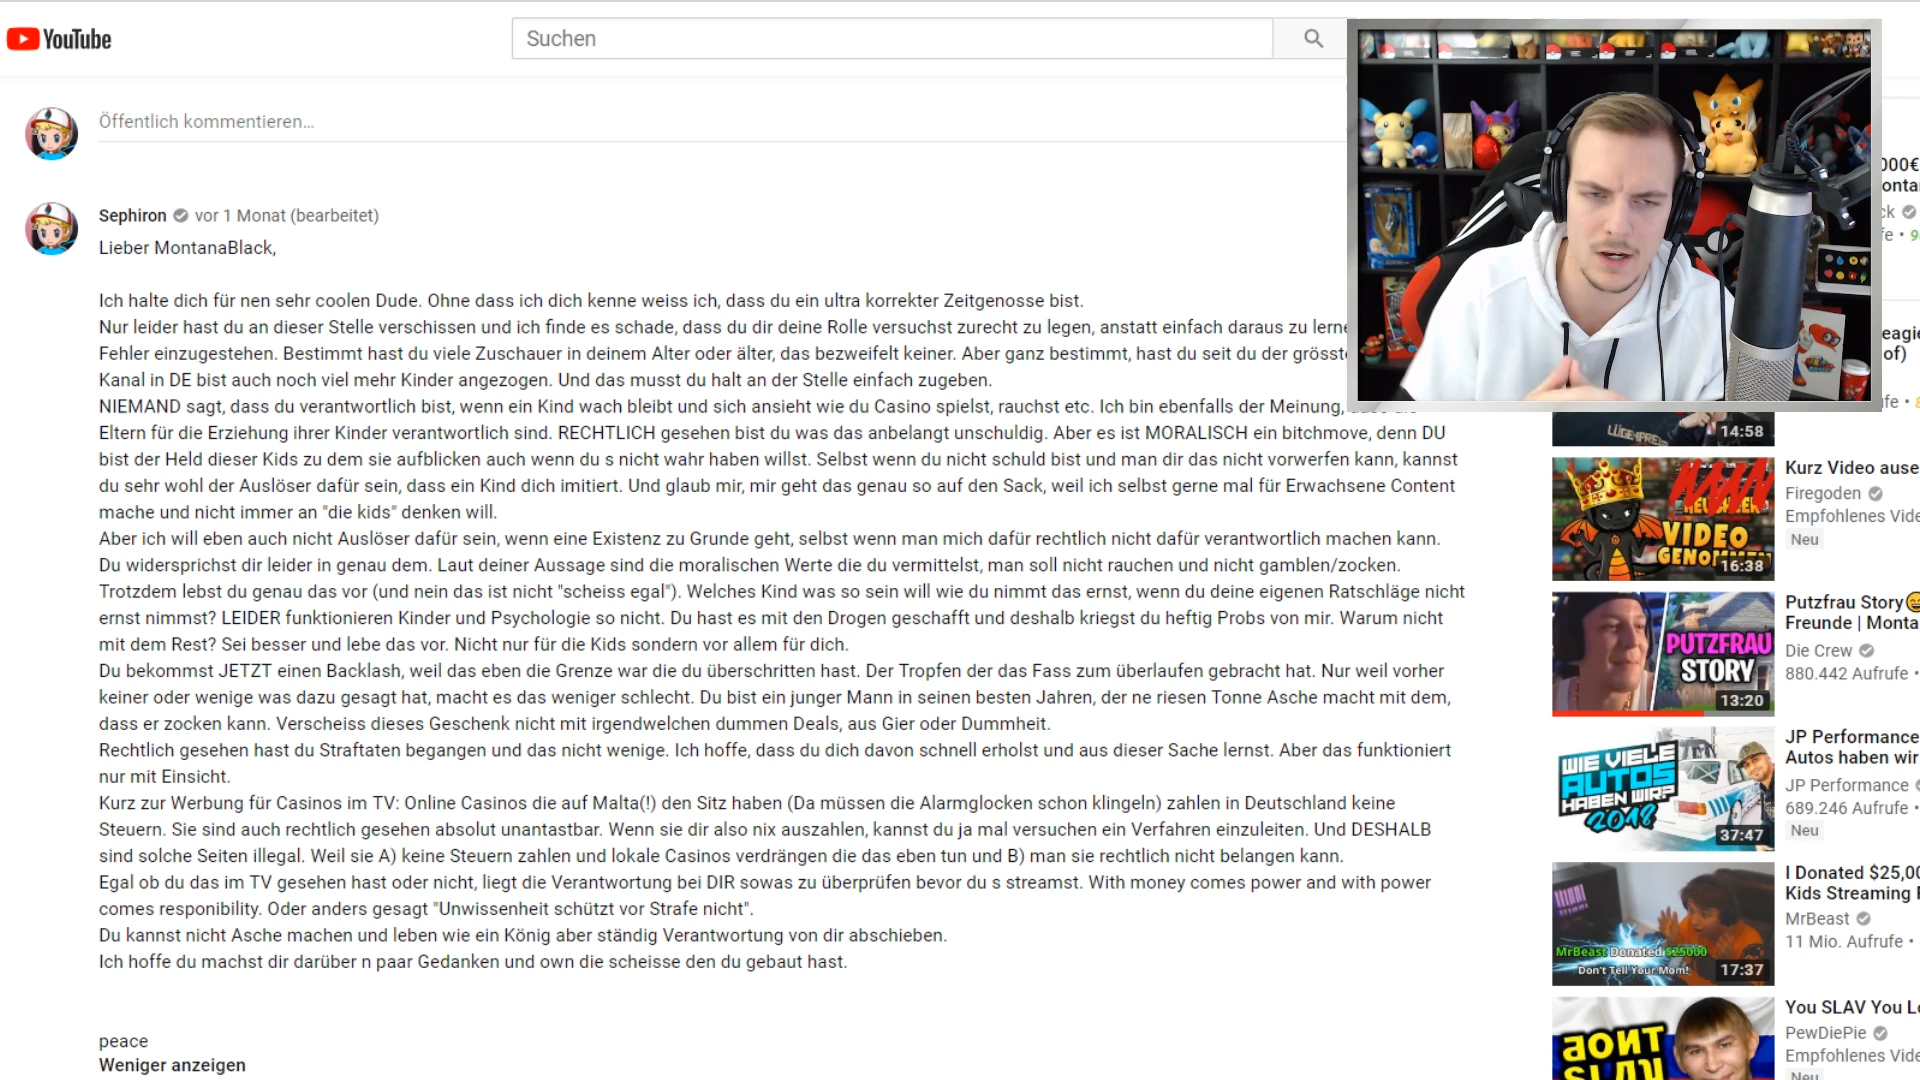 YouTube
Suchen
Öffentlich kommentieren...
Sephiron vor 1 Monat (bearbeitet)
Lieber MontanaBlack,
Ich halte dich für nen sehr coolen Dude. Ohne dass ich dich kenne weiss ich, dass du ein ultra korrekter Zeitgenosse bist.
Nur leider hast du an dieser Stelle verschissen und ich finde es schade, dass du dir deine Rolle versuchst zurecht zu legen, anstatt einfach daraus zu lerne
Fehler einzugestehen. Bestimmt hast du viele Zuschauer in deinem Alter oder älter, das bezweifelt keiner. Aber ganz bestimmt, hast du seit du der grösste
Kanal in DE bist auch noch viel mehr Kinder angezogen. Und das musst du halt an der Stelle einfach zugeben.
NIEMAND sagt, dass du verantwortlich bist, wenn ein Kind wach bleibt und sich ansieht wie du Casino spielst, rauchst etc. Ich bin ebenfalls der Meinung,
Eltern für die Erziehung ihrer Kinder verantwortlich sind. RECHTLICH gesehen bist du was das anbelangt unschuldig. Aber es ist MORALISCH ein bitchmove, denn DU
bist der Held dieser Kids zu dem sie aufblicken auch wenn du s nicht wahr haben willst. Selbst wenn du nicht schuld bist und man dir das nicht vorwerfen kann, kannst
du sehr wohl der Auslöser dafür sein, dass ein Kind dich imitiert. Und glaub mir, mir geht das genau so auf den Sack, weil ich selbst gerne mal für Erwachsene Content
mache und nicht immer an "die kids" denken will.
Aber ich will eben auch nicht Auslöser dafür sein, wenn eine Existenz zu Grunde geht, selbst wenn man mich dafür rechtlich nicht dafür verantwortlich machen kann.
Du widersprichst dir leider in genau dem. Laut deiner Aussage sind die moralischen Werte die du vermittelst, man soll nicht rauchen und nicht gamblen/zocken.
Trotzdem lebst du genau das vor (und nein das ist nicht "scheiss egal"). Welches Kind was so sein will wie du nimmt das ernst, wenn du deine eigenen Ratschläge nicht
ernst nimmst? LEIDER funktionieren Kinder und Psychologie so nicht. Du hast es mit den Drogen geschafft und deshalb kriegst du heftig Probs von mir. Warum nicht
mit dem Rest? Sei besser und lebe das vor. Nicht nur für die Kids sondern vor allem für dich.
Du bekommst JETZT einen Backlash, weil das eben die Grenze war die du überschritten hast. Der Tropfen der das Fass zum überlaufen gebracht hat. Nur weil vorher
keiner oder wenige was dazu gesagt hat, macht es das weniger schlecht. Du bist ein junger Mann in seinen besten Jahren, der ne riesen Tonne Asche macht mit dem,
dass er zocken kann. Verscheiss dieses Geschenk nicht mit irgendwelchen dummen Deals, aus Gier oder Dummheit.
Rechtlich gesehen hast du Straftaten begangen und das nicht wenige. Ich hoffe, dass du dich davon schnell erholst und aus dieser Sache lernst. Aber das funktioniert
nur mit Einsicht.
Kurz zur Werbung für Casinos im TV: Online Casinos die auf Malta(!) den Sitz haben (Da müssen die Alarmglocken schon klingeln) zahlen in Deutschland keine
Steuern. Sie sind auch rechtlich gesehen absolut unantastbar. Wenn sie dir also nix auszahlen, kannst du ja mal versuchen ein Verfahren einzuleiten. Und DESHALB
sind solche Seiten illegal. Weil sie A) keine Steuern zahlen und lokale Casinos verdrängen die das eben tun und B) man sie rechtlich nicht belangen kann.
Egal ob du das im TV gesehen hast oder nicht, liegt die Verantwortung bei DIR sowas zu überprüfen bevor du s streamst. With money comes power and with power
comes responibility. Oder anders gesagt "Unwissenheit schützt vor Strafe nicht".
Du kannst nicht Asche machen und leben wie ein König aber ständig Verantwortung von dir abschieben.
Ich hoffe du machst dir darüber n paar Gedanken und own die scheisse den du gebaut hast.
peace
Weniger anzeigen
000€
onta
ck
fe • 9
eagie
of)
ife •
14:58
HEUCHLER
VIDEO
GENOMMEN
16:38
Kurz Video ause
Firegoden
Empfohlenes Vide
Neu
PUTZFRAU
STORY
13:20
Putzfrau Story
Freunde | Monta
Die Crew
880.442 Aufrufe •
WIE VIELE
AUTOS
HABEN WIR?
2018
37:47
JP Performance
Autos haben wir
JP Performance
689.246 Aufrufe •
Neu
MrBeast Donated $25000
Don't Tell Your Mom!
17:37
I Donated $25,00
Kids Streaming F
MrBeast
11 Mio. Aufrufe •
You SLAV You Lo
PewDiePie
Empfohlenes Vide
Neu